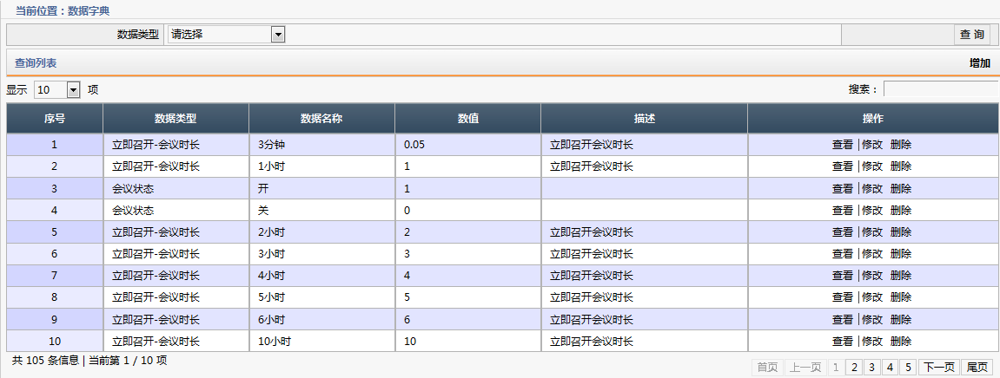 当前位置：数据字典
数据类型 请选择 查 询
查询列表 增加
显示 10 项 搜索：
序号 数据类型 数据名称 数值 描述 操作
1 立即召开-会议时长 3分钟 0.05 立即召开会议时长 查看 |修改 删除
2 立即召开-会议时长 1小时 1 立即召开会议时长 查看 |修改 删除
3 会议状态 开 1 查看 |修改 删除
4 会议状态 关 0 查看 |修改 删除
5 立即召开-会议时长 2小时 2 立即召开会议时长 查看 |修改 删除
6 立即召开-会议时长 3小时 3 立即召开会议时长 查看 |修改 删除
7 立即召开-会议时长 4小时 4 立即召开会议时长 查看 |修改 删除
8 立即召开-会议时长 5小时 5 立即召开会议时长 查看 |修改 删除
9 立即召开-会议时长 6小时 6 立即召开会议时长 查看 |修改 删除
10 立即召开-会议时长 10小时 10 立即召开会议时长 查看 |修改 删除
共 105 条信息 | 当前第 1 / 10 项
首页 上一页 1 2 3 4 5 下一页 尾页